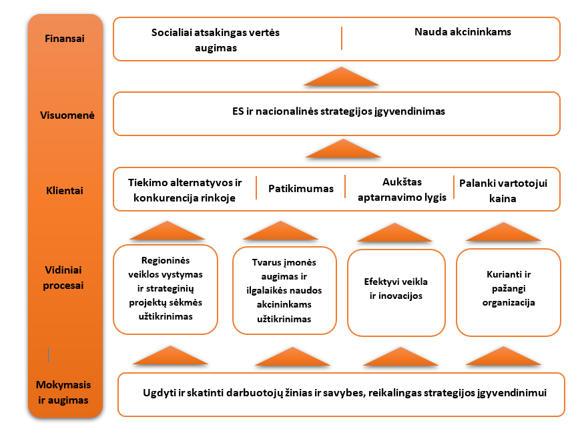 Finansai
Socialiai atsakingas vertės
augimas
Nauda akcininkams
Visuomenė
ES ir nacionalinės strategijos įgyvendinimas
Klientai
Tiekimo alternatyvos ir
konkurencija rinkoje
Patikimumas
Aukštas
aptarnavimo lygis
Palanki vartotojui
kaina
Vidiniai
procesai
Regioninės
veiklos vystymas
ir strateginių
projektų sėkmės
užtikrinimas
Tvarus įmonės
augimas ir
ilgalaikės naudos
akcininkams
užtikrinimas
Efektyvi veikla
ir inovacijos
Kurianti ir
pažangi
organizacija
Mokymasis
ir augimas
Ugdyti ir skatinti darbuotojų žinias ir savybes, reikalingas strategijos įgyvendinimui